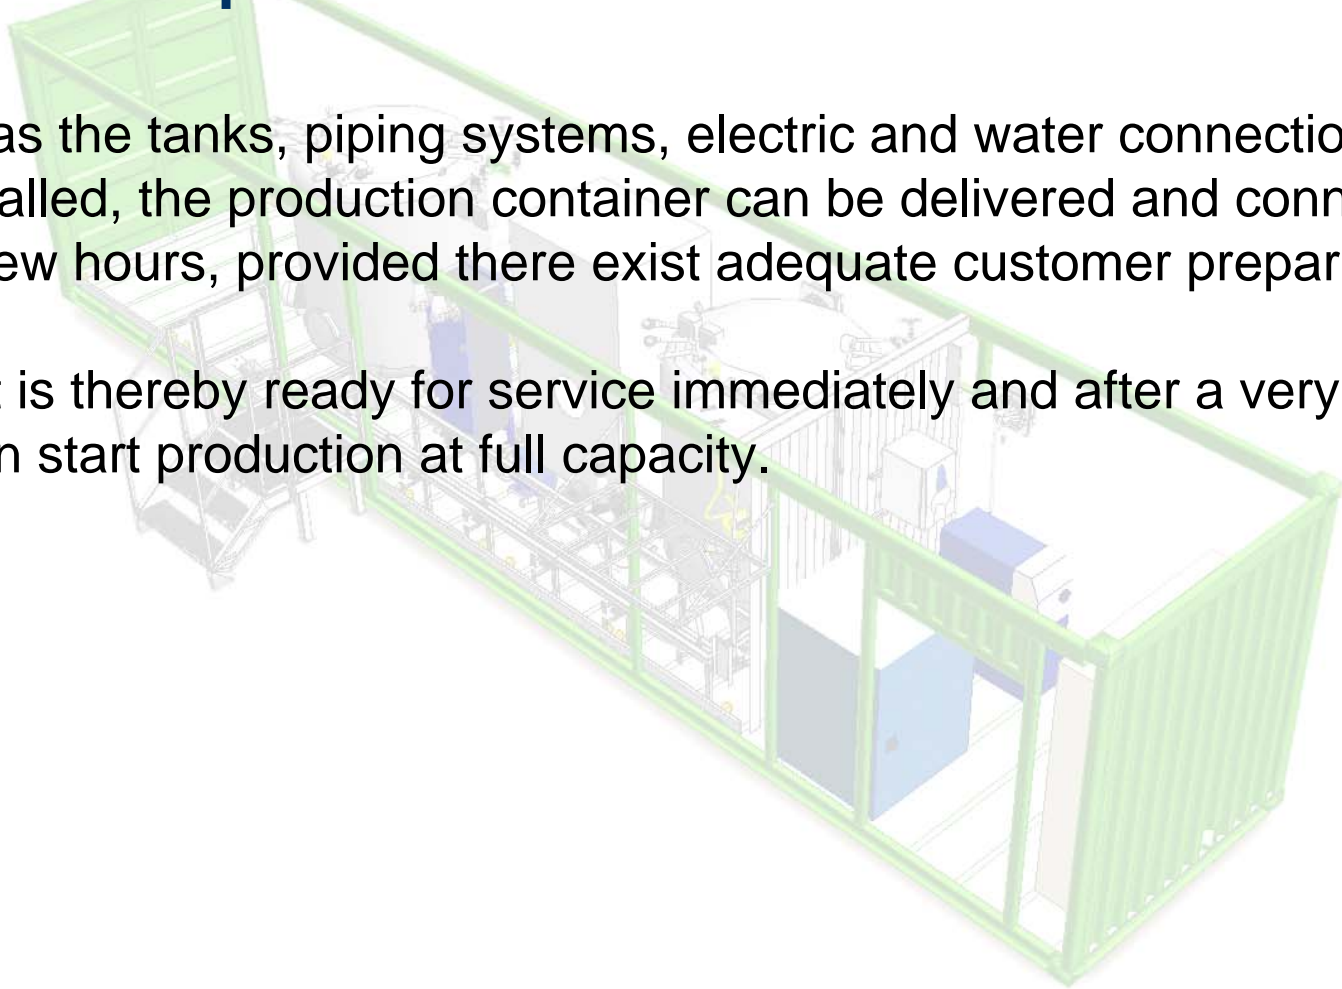 as the tanks, piping systems, electric and water connectio
alled, the production container can be delivered and conn
ew hours, provided there exist adequate customer prepar
t is thereby ready for service immediately and after a very
n start production at full capacity.